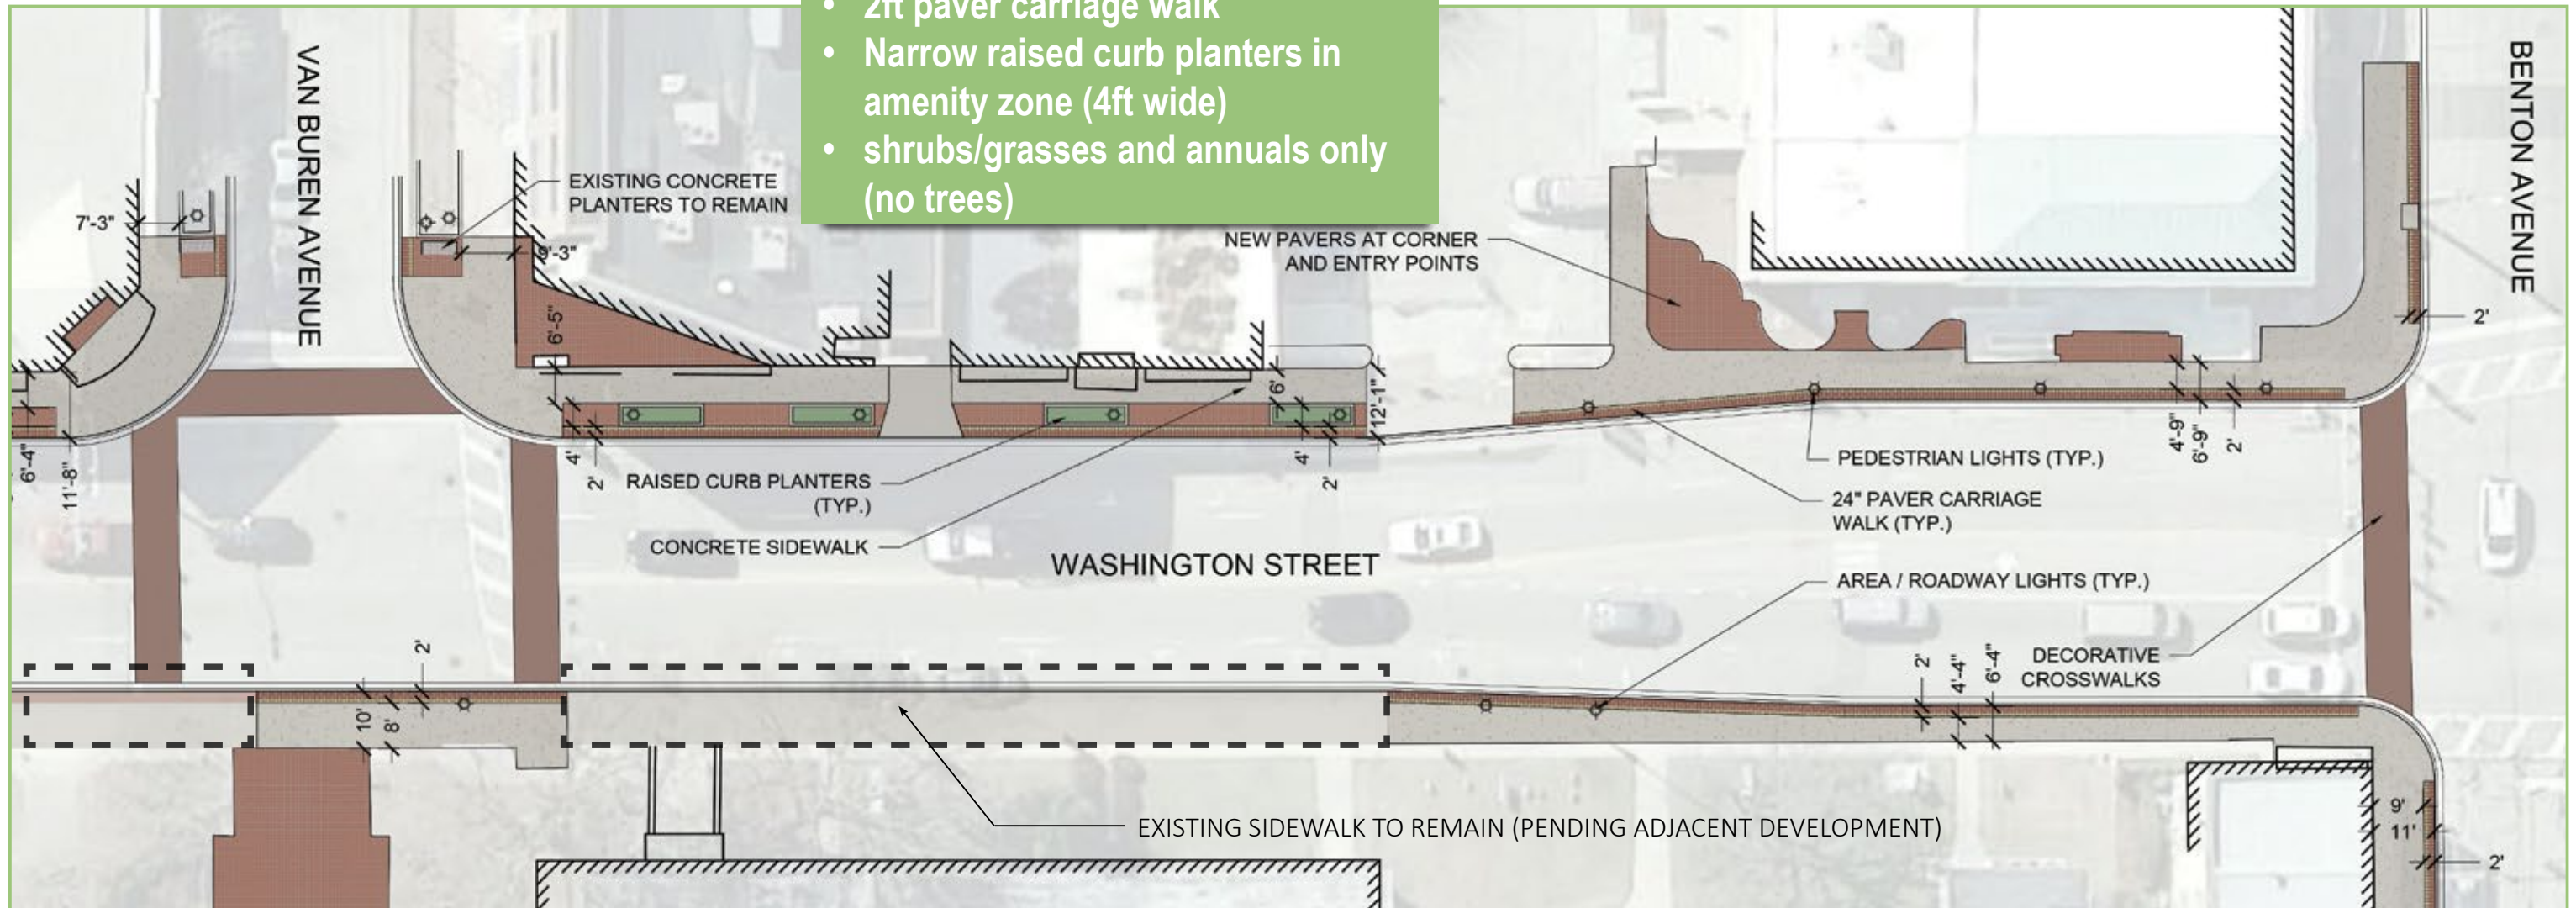 • 2ft paver carriage walk
• Narrow raised curb planters in
amenity zone (4ft wide)
• shrubs/grasses and annuals only
(no trees)
VAN BUREN AVENUE
BENTON AVENUE
EXISTING CONCRETE
PLANTERS TO REMAIN
7'-3"
9'-3"
NEW PAVERS AT CORNER
AND ENTRY POINTS
6'-5"
2'
6'
12'-1"
6'-4"
11'-8"
4'
2'
RAISED CURB PLANTERS
(TYP.)
4'
2'
4'-9"
6'-9"
2'
PEDESTRIAN LIGHTS (TYP.)
24" PAVER CARRIAGE
WALK (TYP.)
CONCRETE SIDEWALK
WASHINGTON STREET
AREA / ROADWAY LIGHTS (TYP.)
DECORATIVE
CROSSWALKS
2'
10'
8'
2'
4'-4"
6'-4"
EXISTING SIDEWALK TO REMAIN (PENDING ADJACENT DEVELOPMENT)
9'
11'
2'